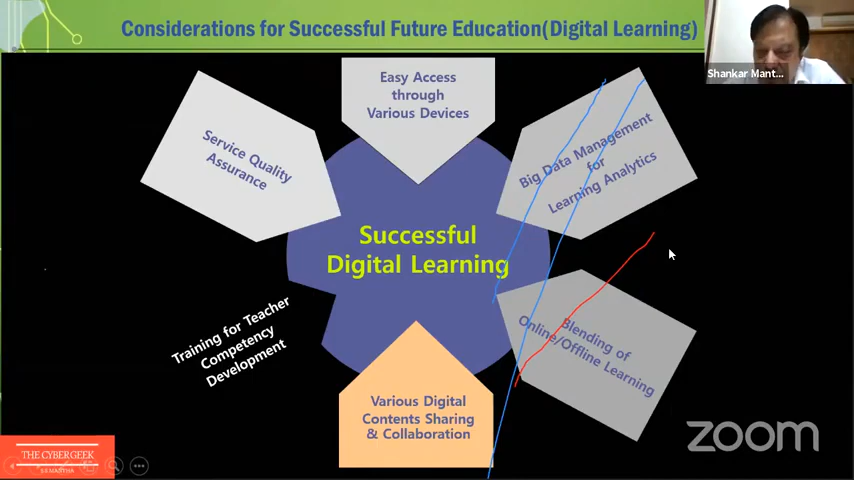 Considerations for Successful Future Education(Digital Learning)
Shankar Mant...
Easy Access
through
Various Devices
Service Quality
Assurance
Big Data Management
for
Learning Analytics
Successful
Digital Learning
Training for Teacher
Competency
Development
Blending of
Online/Offline Learning
Various Digital
Contents Sharing
& Collaboration
zoom
THE CYBERGEEK